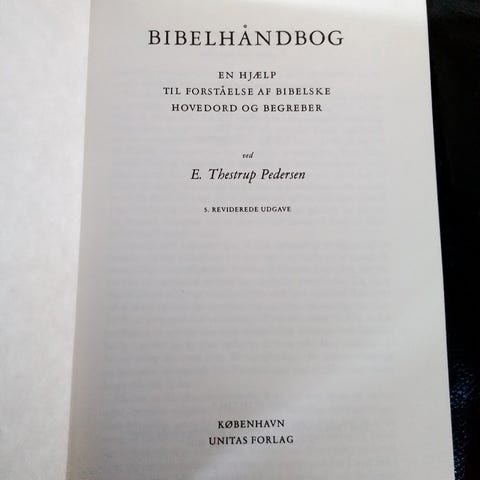 BIBELHÅNDBOG
EN HJÆLP
TIL FORSTÅELSE AF BIBELSKE
HOVEDORD OG BEGREBER
ved
E. Thestrup Pedersen
5. REVIDEREDE UDGAVE
KØBENHAVN
UNITAS FORLAG